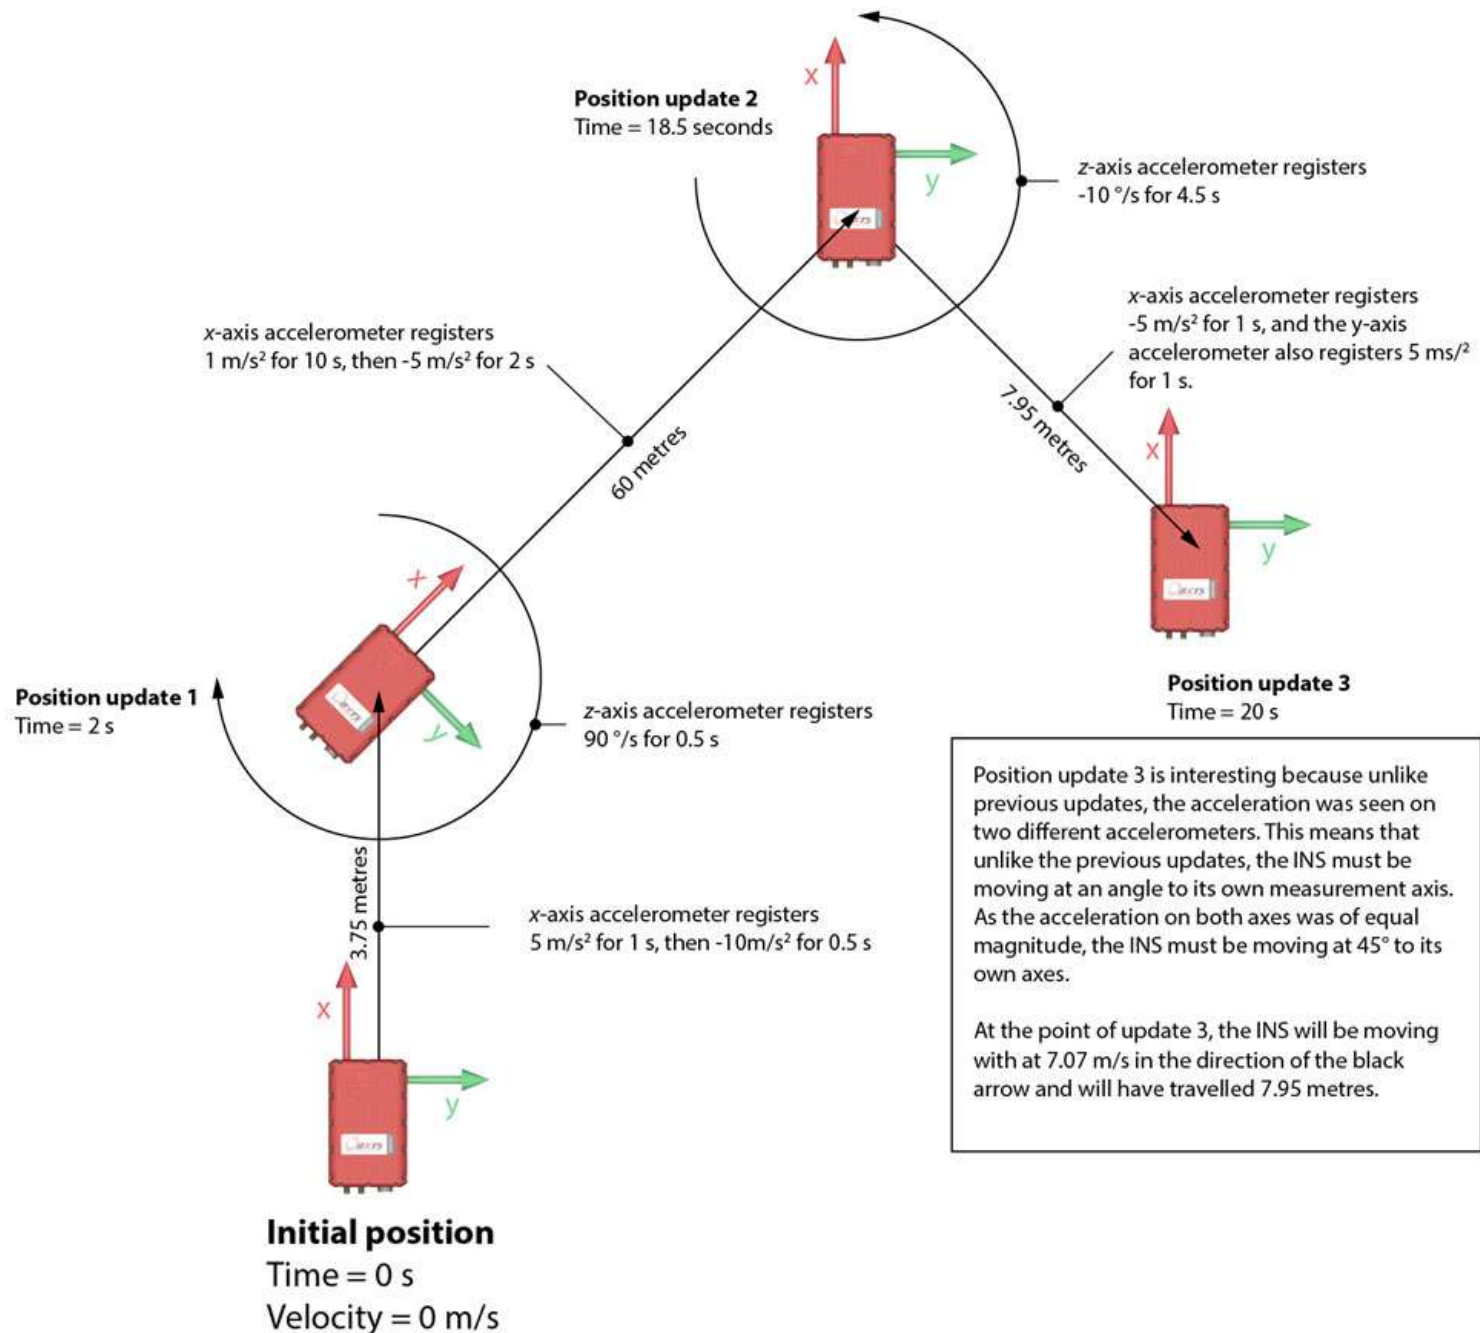 x
Position update 2
Time = 18.5 seconds
y
z-axis accelerometer registers
-10 °/s for 4.5 s
x-axis accelerometer registers
1 m/s² for 10 s, then -5 m/s² for 2 s
x-axis accelerometer registers
-5 m/s² for 1 s, and the y-axis
accelerometer also registers 5 ms/²
for 1 s.
60 metres
7.95 metres
x
y
x
y
Position update 1
Time = 2 s
z-axis accelerometer registers
90 °/s for 0.5 s
Position update 3
Time = 20 s
Position update 3 is interesting because unlike
previous updates, the acceleration was seen on
two different accelerometers. This means that
unlike the previous updates, the INS must be
moving at an angle to its own measurement axis.
As the acceleration on both axes was of equal
magnitude, the INS must be moving at 45° to its
own axes.
At the point of update 3, the INS will be moving
with at 7.07 m/s in the direction of the black
arrow and will have travelled 7.95 metres.
3.75 metres
x-axis accelerometer registers
5 m/s² for 1 s, then -10m/s² for 0.5 s
x
y
Initial position
Time = 0 s
Velocity = 0 m/s